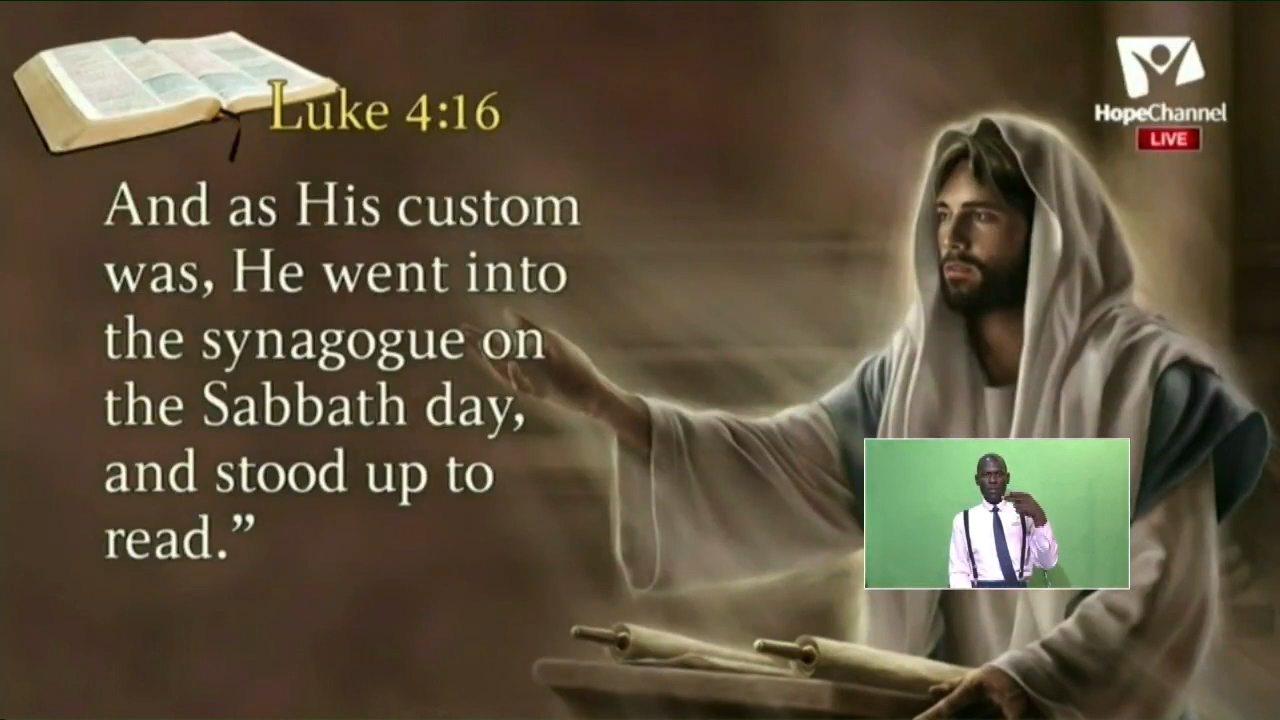 Luke 4:16
HopeChannel
LIVE
And as His custom
was, He went into
the synagogue on
the Sabbath day,
and stood up to
read.”